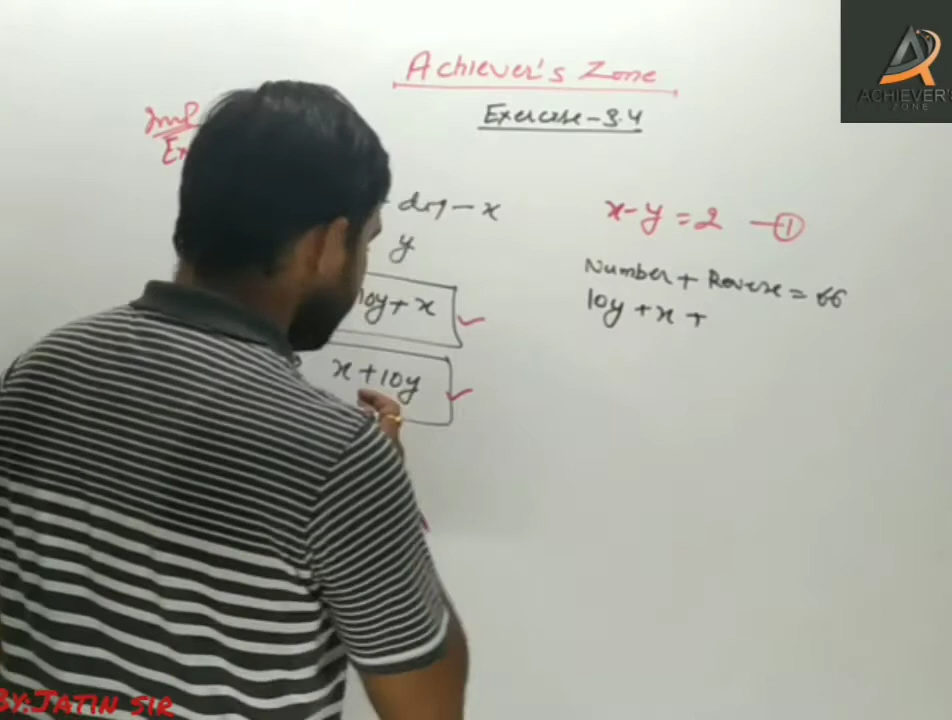 Achiever's Zone
Exercise-3.4
- x
y
10y + x
x + 10y
x - y = 2 - ①
Number + Reverse = 66
10y + x +
ACHIEVER'S
ZONE
BY:JATIN SIR